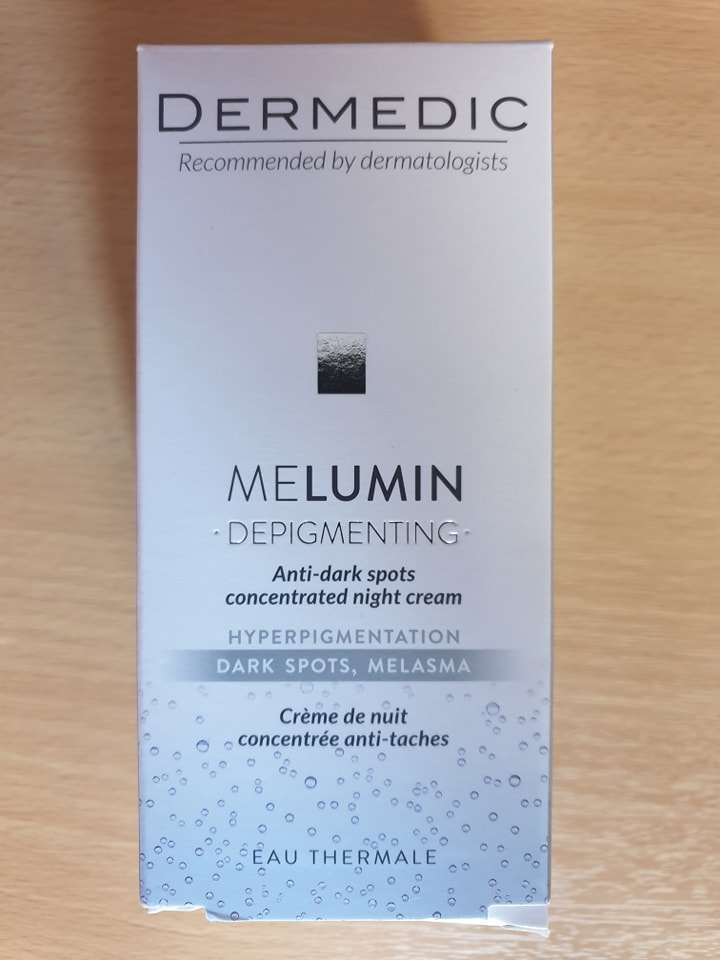 DERMEDIC
Recommended by dermatologists
MELUMIN
· DEPIGMENTING ·
Anti-dark spots
concentrated night cream
HYPERPIGMENTATION
DARK SPOTS, MELASMA
Crème de nuit
concentrée anti-taches
EAU THERMALE